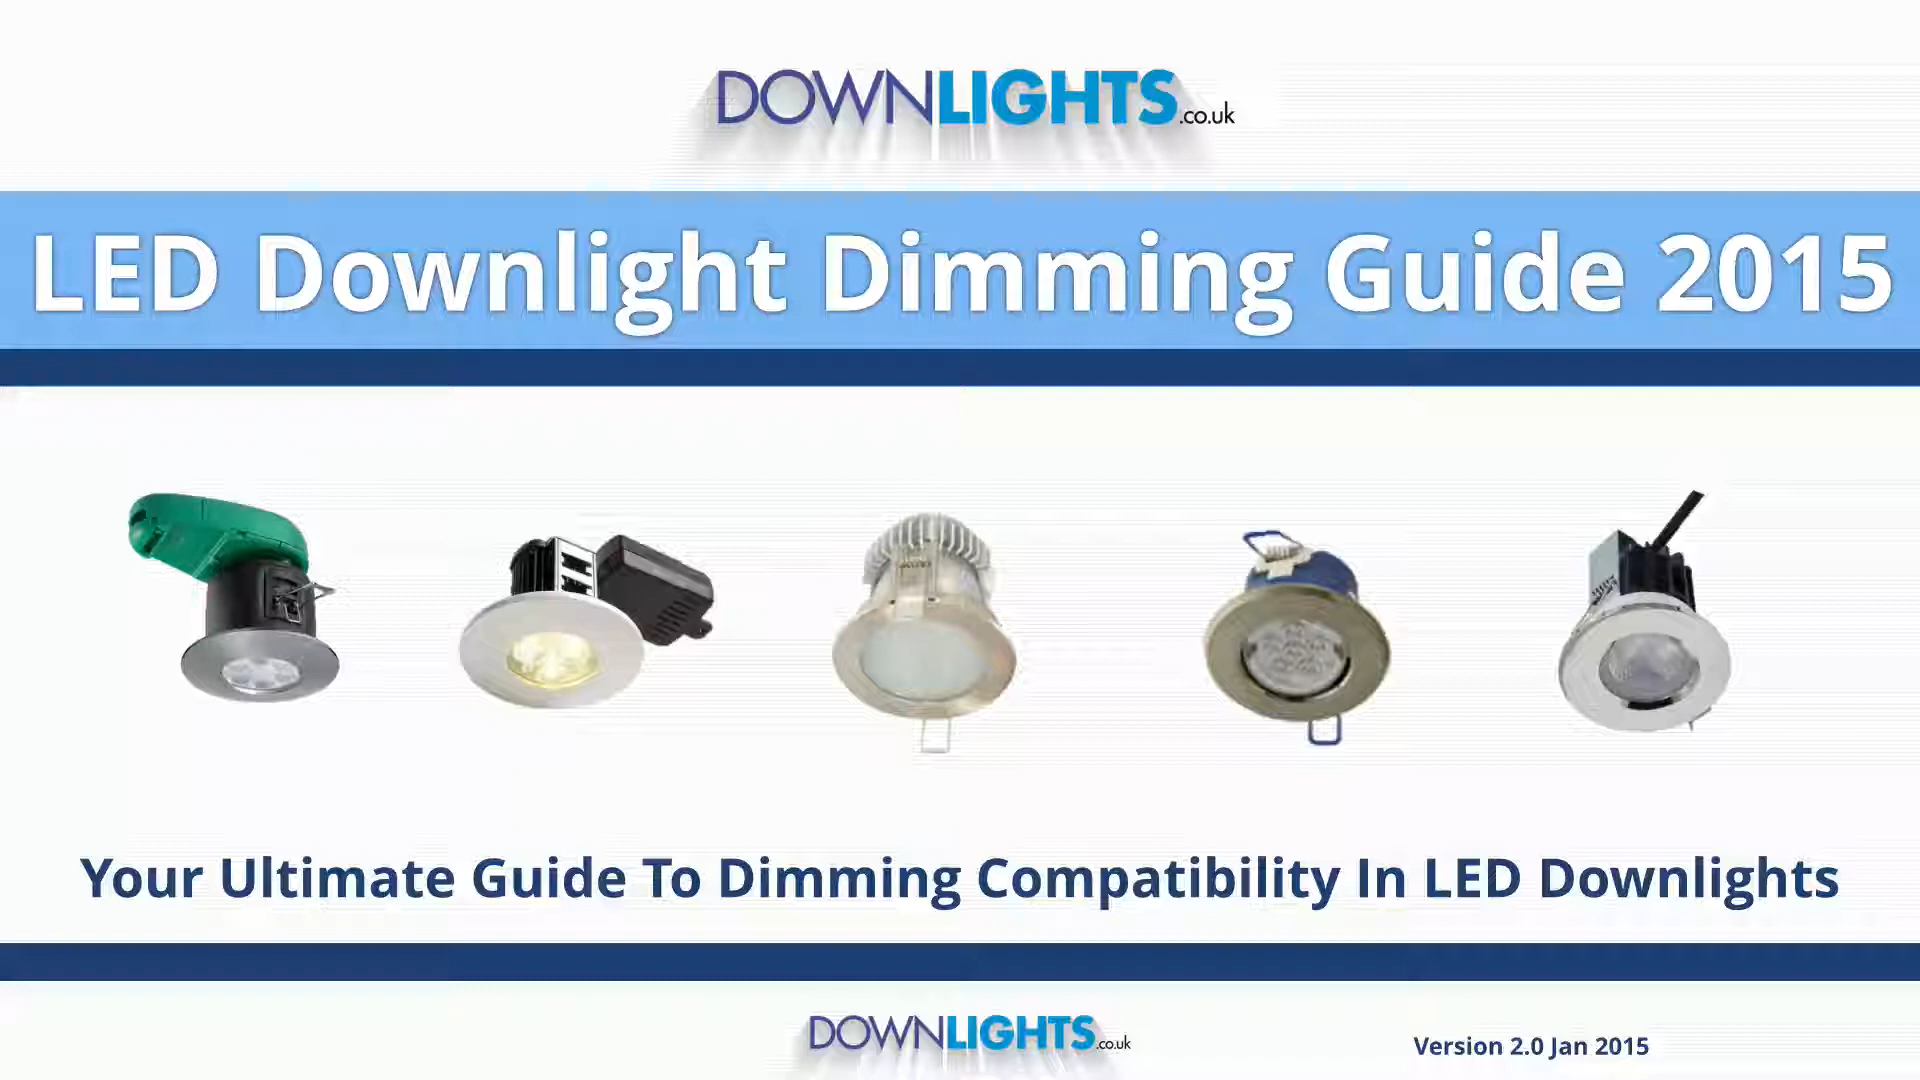 DOWNLIGHTS.co.uk
LED Downlight Dimming Guide 2015
Your Ultimate Guide To Dimming Compatibility In LED Downlights
DOWNLIGHTS.co.uk
Version 2.0 Jan 2015